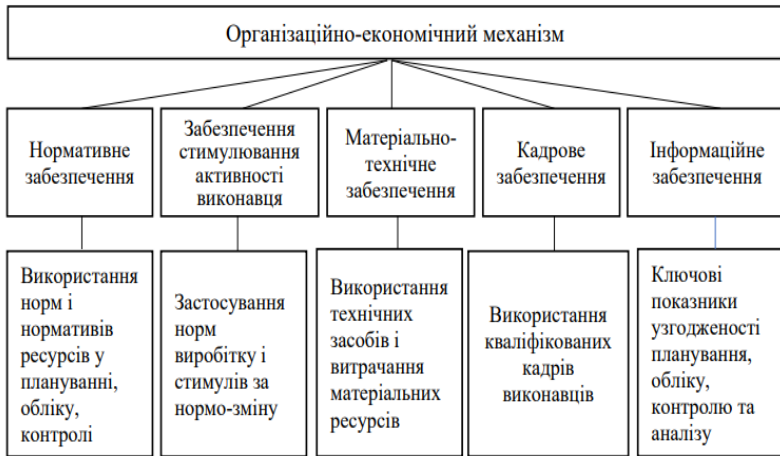 Організаційно-економічний механізм
Нормативне
забезпечення
Забезпечення
стимулювання
активності
виконавця
Матеріально-
технічне
забезпечення
Кадрове
забезпечення
Інформаційне
забезпечення
Використання
норм і
нормативів
ресурсів у
плануванні,
обліку,
контролі
Застосування
норм
виробітку і
стимулів за
нормо-зміну
Використання
технічних
засобів і
витрачання
матеріальних
ресурсів
Використання
кваліфікованих
кадрів
виконавців
Ключові
показники
узгодженості
планування,
обліку,
контролю та
аналізу